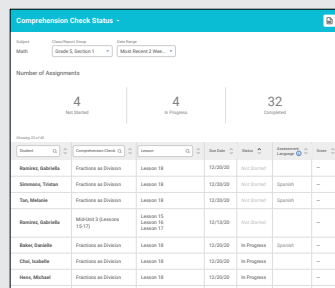 Comprehension Check Status
Subject Class/Report Group Date Range
Math Grade 5, Section 1 Most Recent 2 Wee...
Number of Assignments
4 4 32
Not Started In Progress Completed
Student Comprehension Check Lesson Due Date Status Assessment Language Score
Ramirez, Gabriella Fractions as Division Lesson 18 12/20/20 Not Started –
Simmons, Tristan Fractions as Division Lesson 18 12/20/20 Not Started Spanish –
Tan, Melanie Fractions as Division Lesson 18 12/20/20 Not Started Spanish –
Ramirez, Gabriella Mid-Unit 3 (Lessons 15-17) Lesson 15 Lesson 16 Lesson 17 12/13/20 Not Started –
Baker, Danielle Fractions as Division Lesson 18 12/20/20 In Progress Spanish –
Choi, Isabelle Fractions as Division Lesson 18 12/20/20 In Progress –
Hess, Michael Fractions as Division Lesson 18 12/20/20 In Progress –